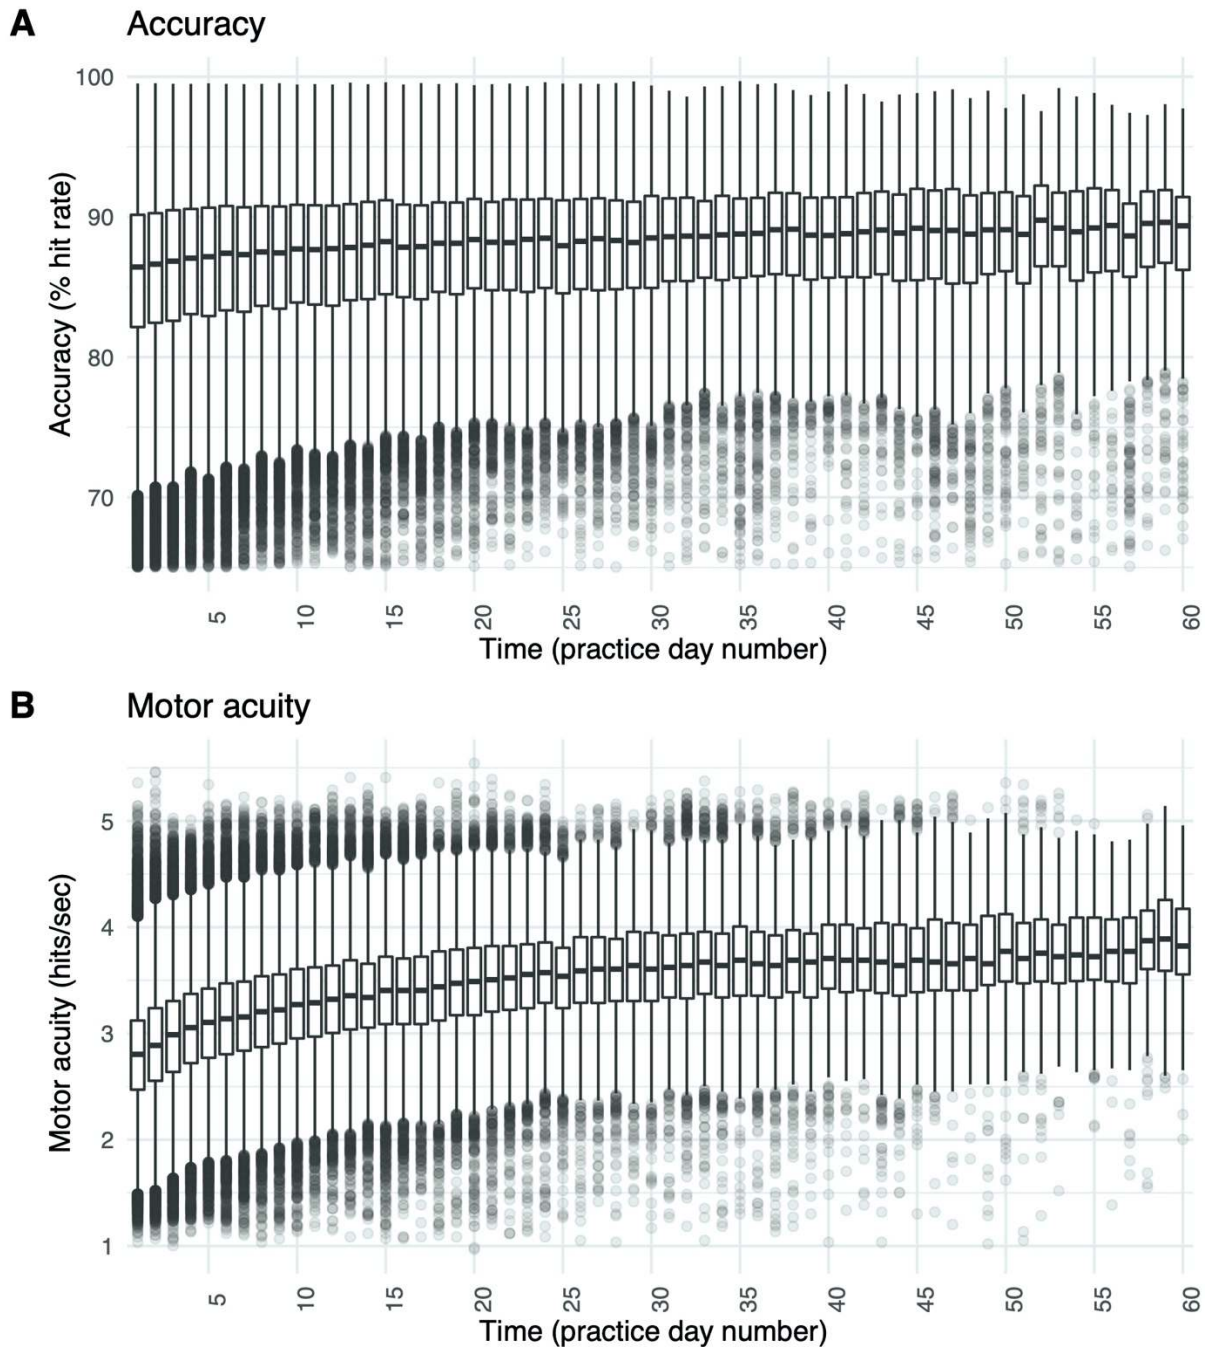 A Accuracy
100
90
80
70
Accuracy (% hit rate)
5 10 15 20 25 30 35 40 45 50 55 60
Time (practice day number)
B Motor acuity
5
4
3
2
1
Motor acuity (hits/sec)
5 10 15 20 25 30 35 40 45 50 55 60
Time (practice day number)